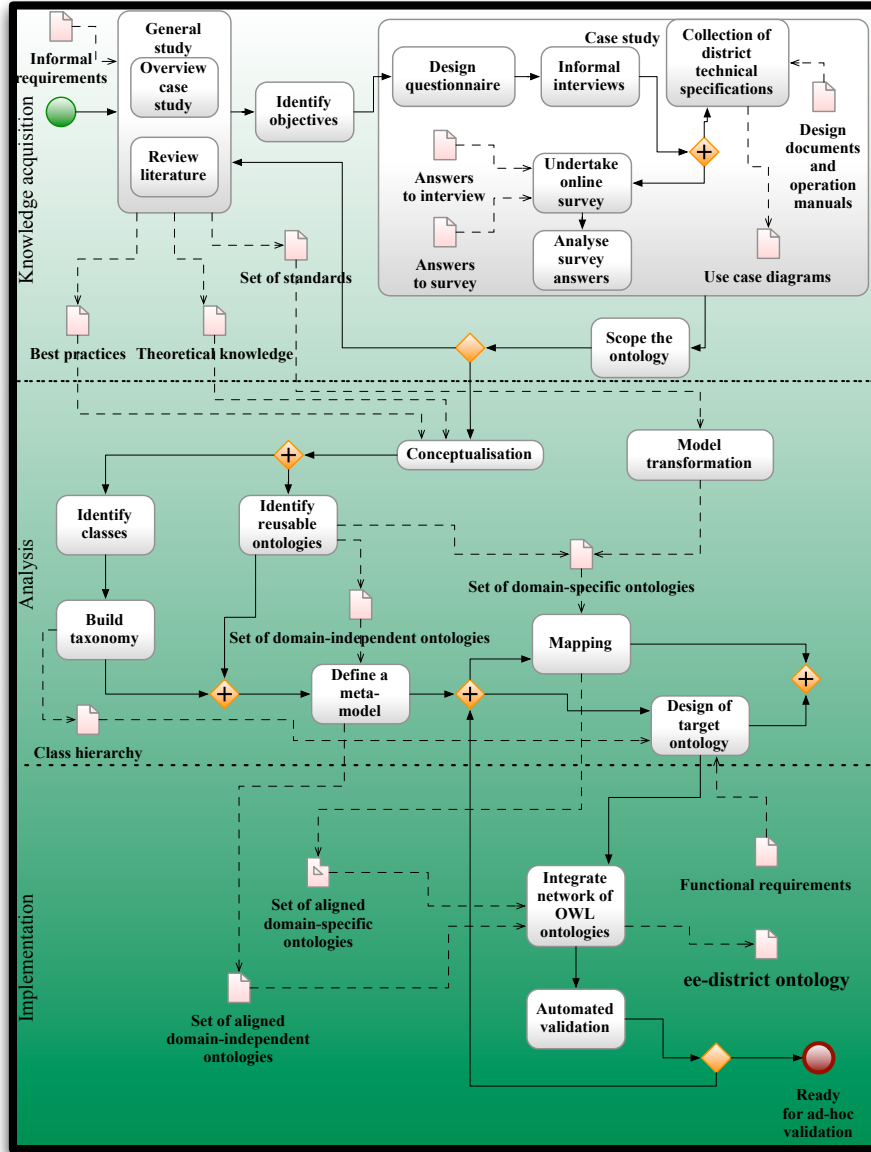 Knowledge acquisition
Informal
requirements
General
study
Overview case
study
Review
literature
Identify
objectives
Case study
Design
questionnaire
Informal
interviews
Collection of
district
technical
specifications
Design
documents
and
operation
manuals
Answers
to interview
Undertake
online
survey
Answers
to survey
Analyse
survey
answers
Use case diagrams
Set of standards
Best practices
Theoretical knowledge
Scope the
ontology
Analysis
Conceptualisation
Model
transformation
Identify
classes
Identify
reusable
ontologies
Set of domain-specific ontologies
Build
taxonomy
Set of domain-independent ontologies
Mapping
Define a
meta-
model
Design of
target
ontology
Class hierarchy
Implementation
Functional requirements
Integrate
network of
OWL
ontologies
Set of aligned
domain-specific
ontologies
ee-district ontology
Set of aligned
domain-independent
ontologies
Automated
validation
Ready
for ad-hoc
validation